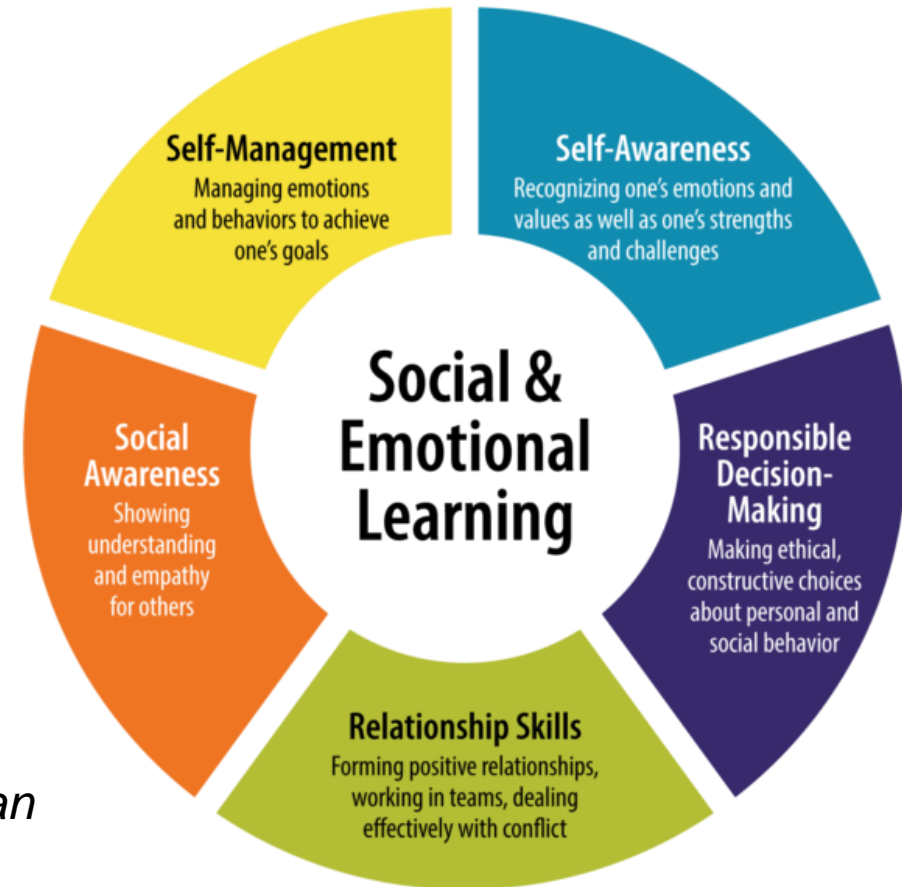 Self-Management
Managing emotions
and behaviors to achieve
one's goals
Self-Awareness
Recognizing one's emotions and
values as well as one's strengths
and challenges
Social &
Emotional
Learning
Social
Awareness
Showing
understanding
and empathy
for others
Responsible
Decision-
Making
Making ethical,
constructive choices
about personal and
social behavior
Relationship Skills
Forming positive relationships,
working in teams, dealing
effectively with conflict
an